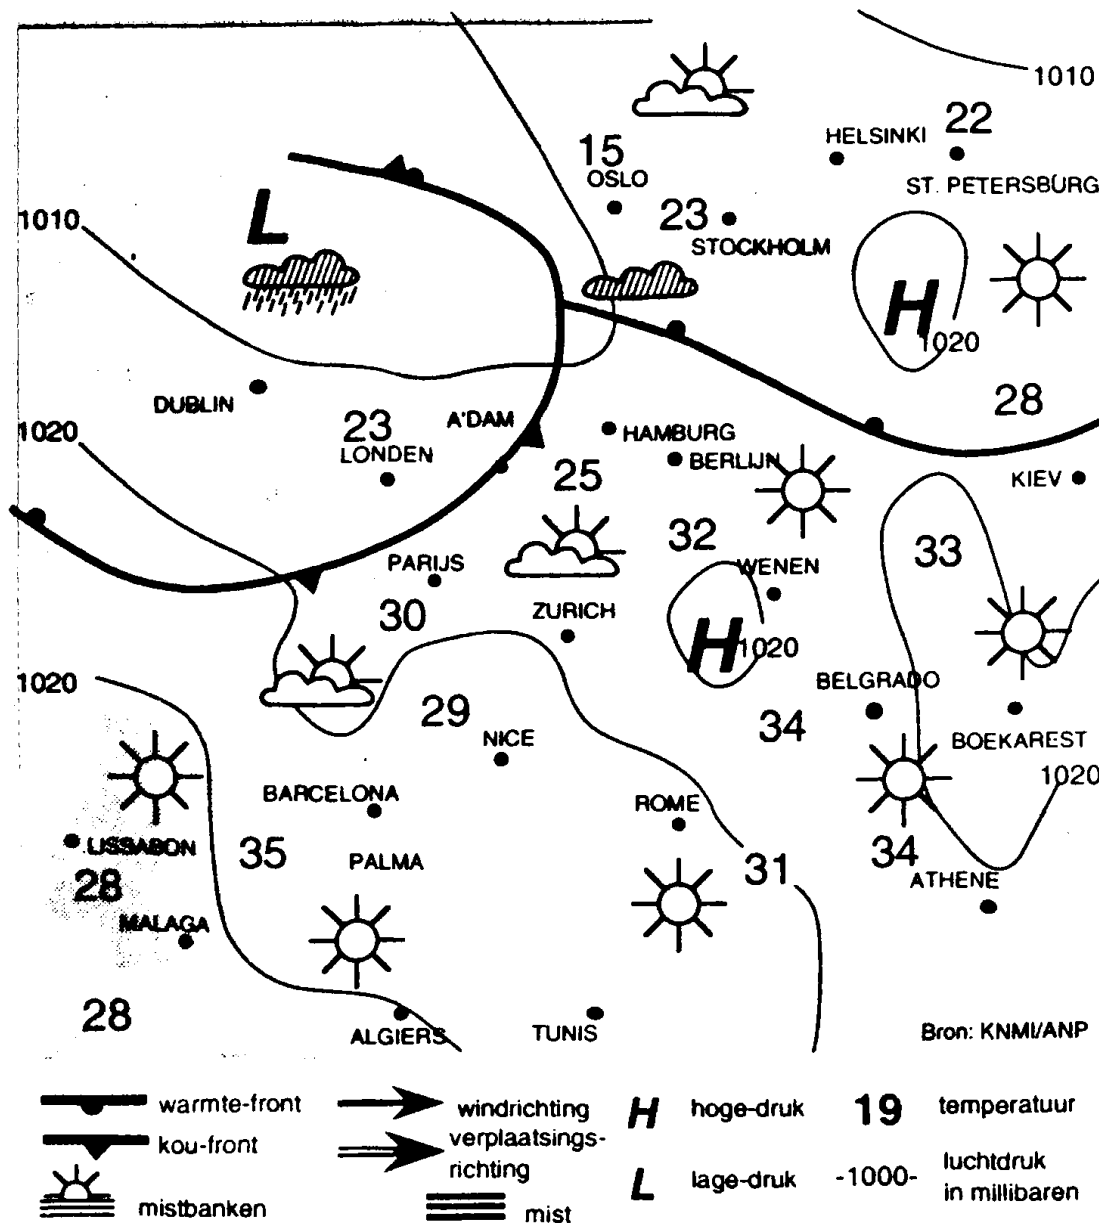 1010
HELSINKI
22
15
OSLO
ST. PETERSBURG
1010
L
23
STOCKHOLM
H
1020
DUBLIN
28
1020
23
A'DAM
HAMBURG
LONDEN
BERLIJN
KIEV
25
32
33
PARIJS
WENEN
30
ZURICH
H
1020
1020
BELGRADO
29
34
NICE
BOEKAREST
1020
BARCELONA
ROME
LISSABON
35
PALMA
31
34
28
ATHENE
MALAGA
28
ALGIERS
TUNIS
Bron: KNMI/ANP
warmte-front
windrichting
H
hoge-druk
19
temperatuur
kou-front
verplaatsings-
richting
L
lage-druk
-1000-
luchtdruk
in millibaren
mistbanken
mist